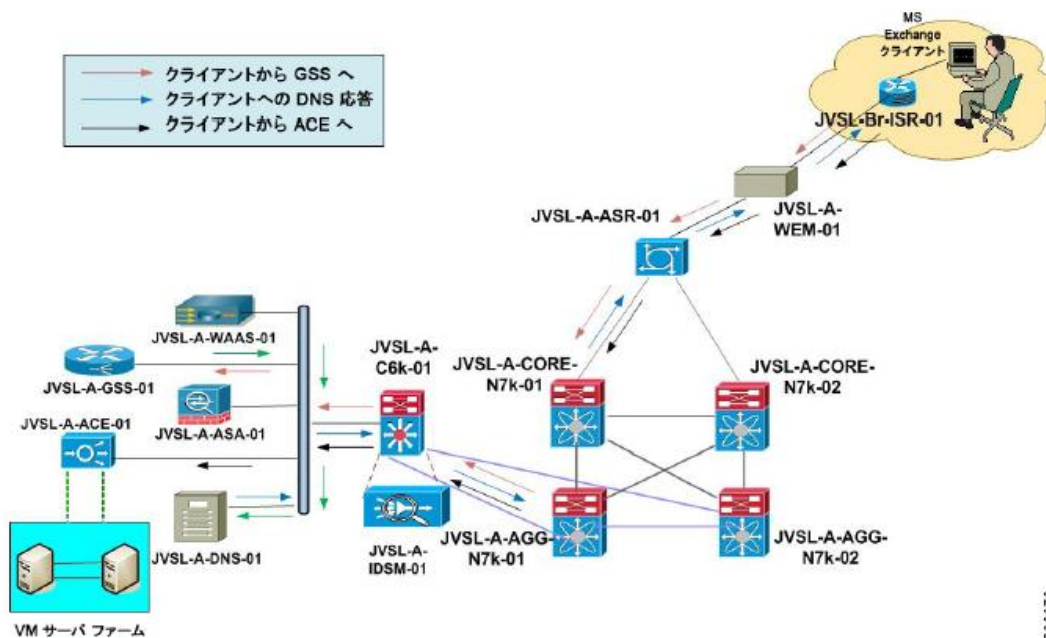 MS
Exchange
クライアント
クライアントから GSS へ
クライアントへの DNS 応答
クライアントから ACE へ
JVSL-Br-ISR-01
JVSL-A-
WEM-01
JVSL-A-ASR-01
JVSL-A-WAAS-01
JVSL-A-
C6k-01
JVSL-A-CORE-
N7k-01
JVSL-A-CORE-
N7k-02
JVSL-A-GSS-01
JVSL-A-ASA-01
JVSL-A-ACE-01
JVSL-A-DNS-01
JVSL-A-
IDSM-01
JVSL-A-AGG-
N7k-01
JVSL-A-AGG-
N7k-02
VM サーバ ファーム